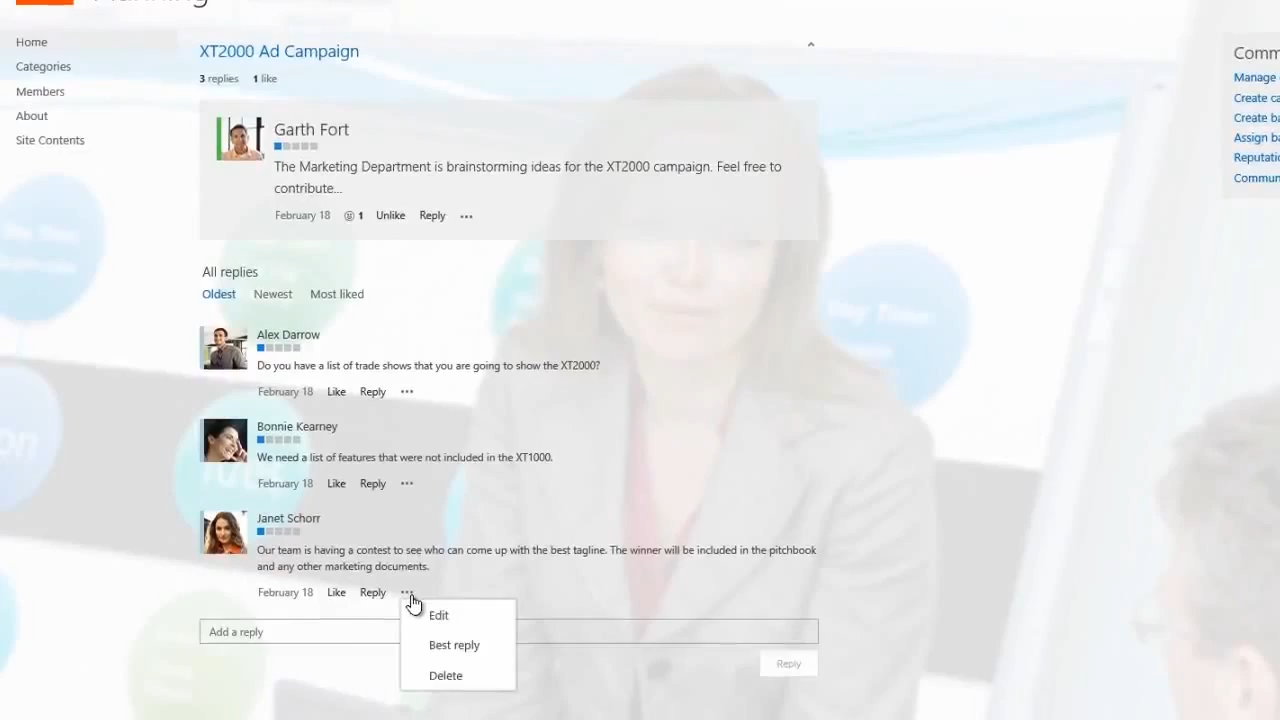 Home
Categories
Members
About
Site Contents
XT2000 Ad Campaign
3 replies 1 like
Garth Fort
The Marketing Department is brainstorming ideas for the XT2000 campaign. Feel free to
contribute...
February 18 1 Unlike Reply ...
All replies
Oldest Newest Most liked
Alex Darrow
Do you have a list of trade shows that you are going to show the XT2000?
February 18 Like Reply ...
Bonnie Kearney
We need a list of features that were not included in the XT1000.
February 18 Like Reply ...
Janet Schorr
Our team is having a contest to see who can come up with the best tagline. The winner will be included in the pitchbook
and any other marketing documents.
February 18 Like Reply ...
Edit
Best reply
Delete
Add a reply
Reply
Manage
Create
Create
Assign